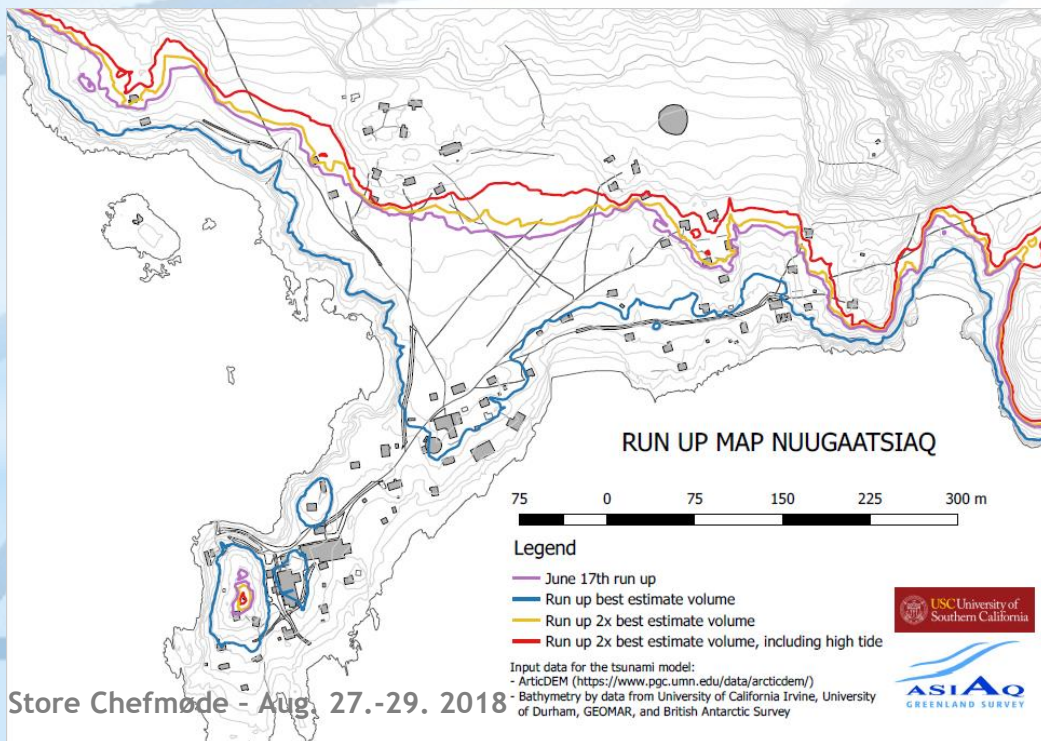 RUN UP MAP NUUGAATSIAQ
75 0 75 150 225 300 m
Legend
June 17th run up
Run up best estimate volume
Run up 2x best estimate volume
Run up 2x best estimate volume, including high tide
USC University of
Southern California
Input data for the tsunami model:
- ArticDEM (https://www.pgc.umn.edu/data/arcticdem/)
- Bathymetry by data from University of California Irvine, University
of Durham, GEOMAR, and British Antarctic Survey
ASIAQ
GREENLAND SURVEY
Store Chefmøde - Aug. 27.-29. 2018